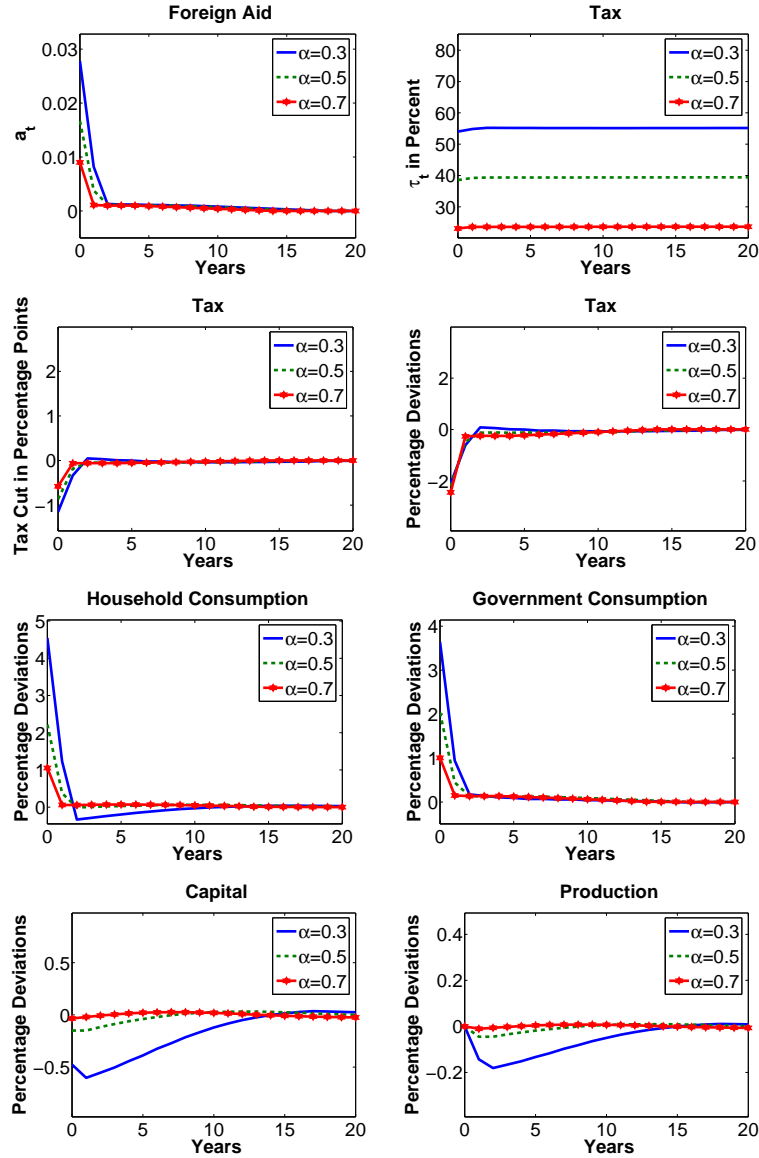 Foreign Aid
0.03
0.02
0.01
0
a_t
α=0.3
α=0.5
α=0.7
0 5 10 15 20
Years
Tax
80
70
60
50
40
30
τ_t in Percent
α=0.3
α=0.5
α=0.7
0 5 10 15 20
Years
Tax
2
1
0
−1
Tax Cut in Percentage Points
α=0.3
α=0.5
α=0.7
0 5 10 15 20
Years
Tax
2
0
−2
Percentage Deviations
α=0.3
α=0.5
α=0.7
0 5 10 15 20
Years
Household Consumption
5
4
3
2
1
0
Percentage Deviations
α=0.3
α=0.5
α=0.7
0 5 10 15 20
Years
Government Consumption
4
3
2
1
0
Percentage Deviations
α=0.3
α=0.5
α=0.7
0 5 10 15 20
Years
Capital
0.5
0
−0.5
Percentage Deviations
α=0.3
α=0.5
α=0.7
0 5 10 15 20
Years
Production
0.4
0.2
0
−0.2
Percentage Deviations
α=0.3
α=0.5
α=0.7
0 5 10 15 20
Years